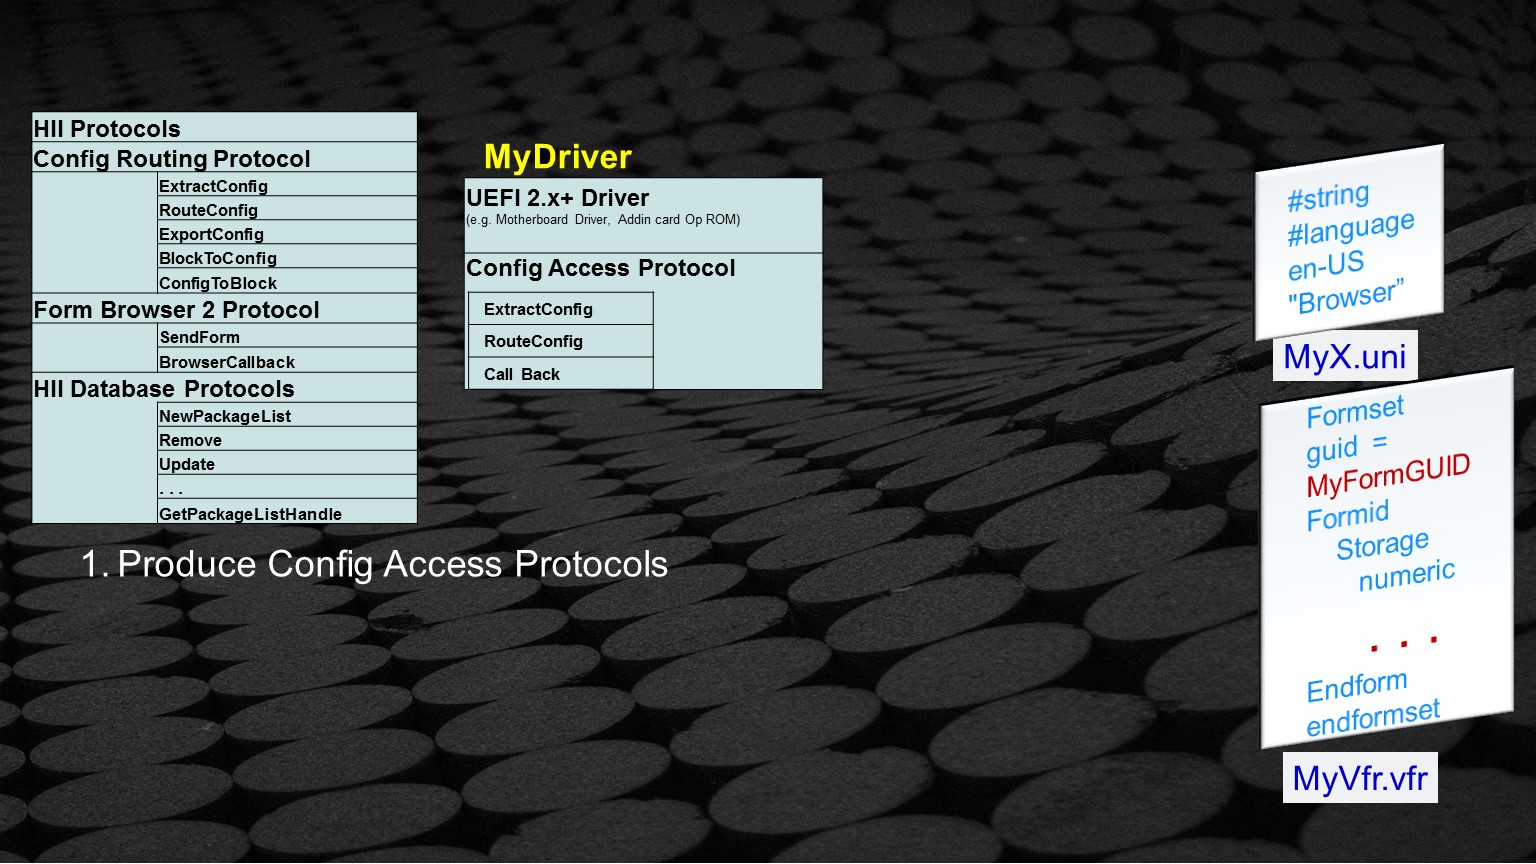 HII Protocols
Config Routing Protocol
ExtractConfig
RouteConfig
ExportConfig
BlockToConfig
ConfigToBlock
Form Browser 2 Protocol
SendForm
BrowserCallback
HII Database Protocols
NewPackageList
Remove
Update
. . .
GetPackageListHandle
MyDriver
UEFI 2.x+ Driver
(e.g. Motherboard Driver, Addin card Op ROM)
Config Access Protocol
ExtractConfig
RouteConfig
Call Back
1. Produce Config Access Protocols
#string
#language
en-US
"Browser”
MyX.uni
Formset
guid =
MyFormGUID
Formid
Storage
numeric
. . .
Endform
endformset
MyVfr.vfr